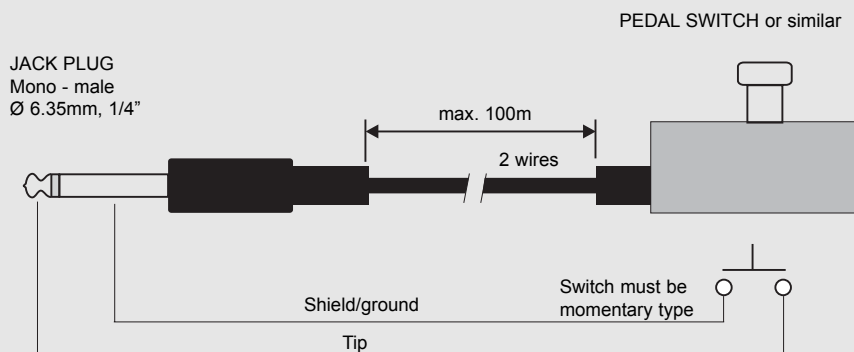 PEDAL SWITCH or similar
JACK PLUG
Mono - male
Ø 6.35mm, 1/4”
max. 100m
2 wires
Switch must be
momentary type
Shield/ground
Tip